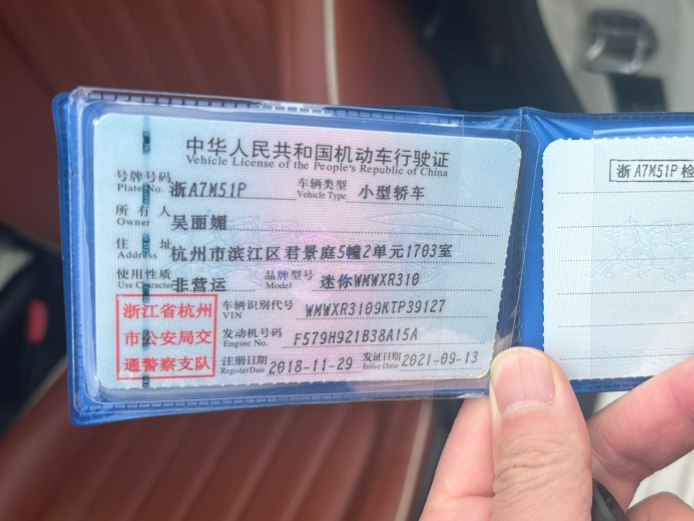 中华人民共和国机动车行驶证
Vehicle License of the People's Republic of China
号牌号码 浙A7M51P 车辆类型 小型轿车
Plate No. Vehicle Type
所有人 吴丽媚
Owner
住址 杭州市滨江区君景庭5幢2单元1703室
Address
使用性质 非营运 品牌型号 迷你WMWXR310
Use Character Model
浙江省杭州
市公安局交
通警察支队
车辆识别代号 WMWXR3109KTP39127
VIN
发动机号码 F579H921B38A15A
Engine No.
注册日期 2018-11-29 发证日期 2021-09-13
Register Date Issue Date
浙A7M51P 检